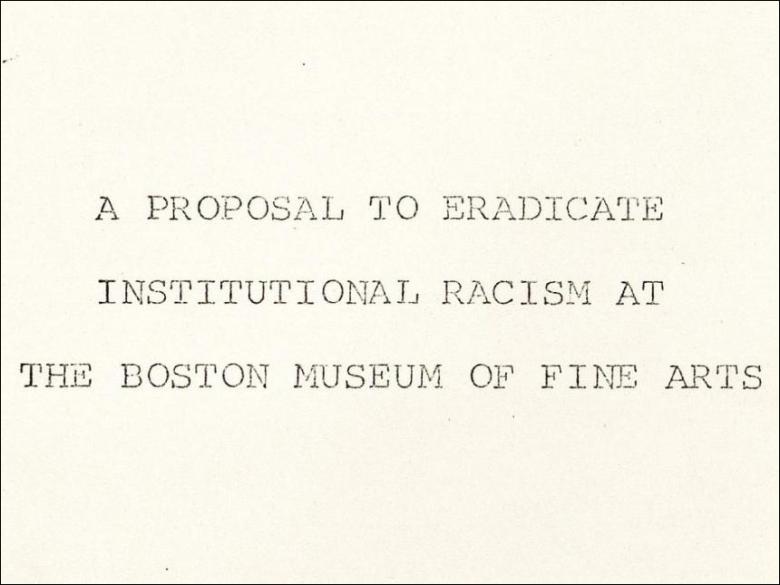 A PROPOSAL TO ERADICATE
INSTITUTIONAL RACISM AT
THE BOSTON MUSEUM OF FINE ARTS